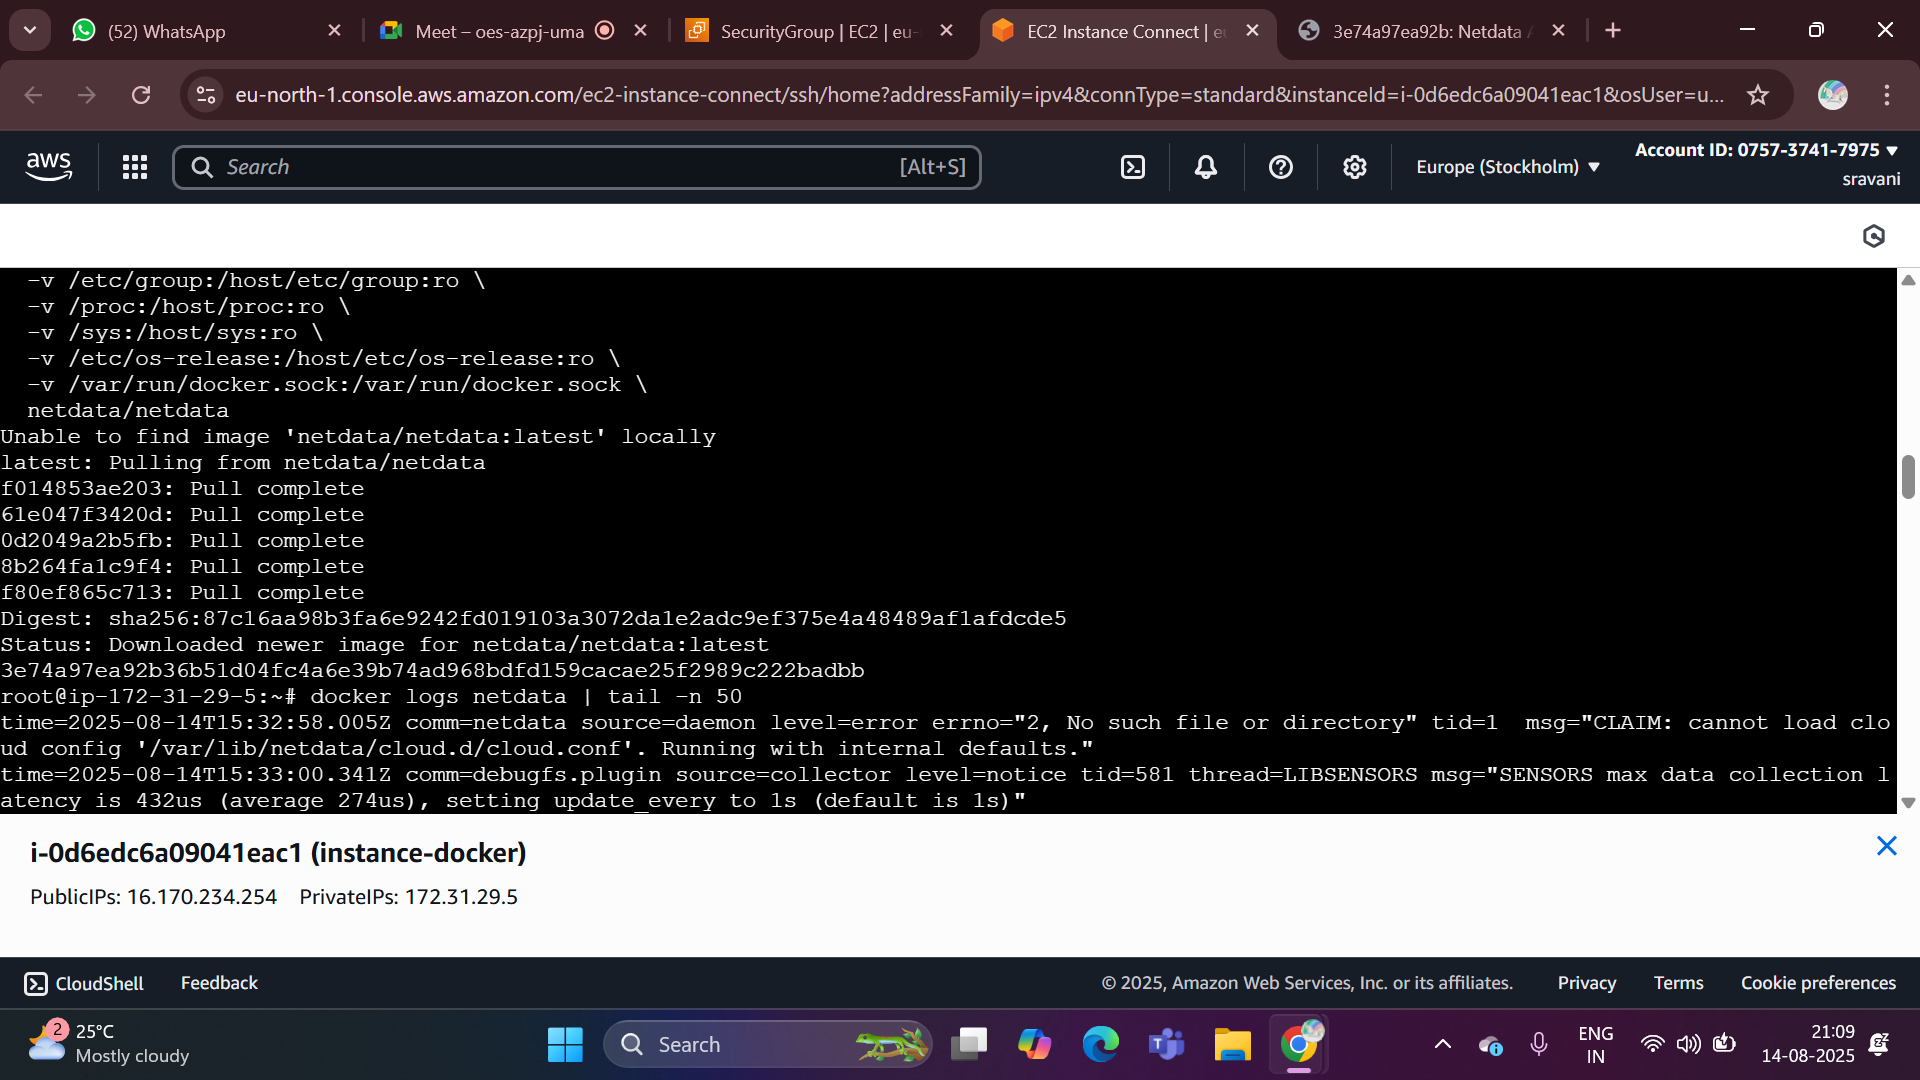 (52) WhatsApp
Meet – oes-azpj-uma
SecurityGroup | EC2 | eu-
EC2 Instance Connect | eu
3e74a97ea92b: Netdata A
eu-north-1.console.aws.amazon.com/ec2-instance-connect/ssh/home?addressFamily=ipv4&connType=standard&instanceId=i-0d6edc6a09041eac1&osUser=u...
aws
Search
[Alt+S]
Europe (Stockholm)
Account ID: 0757-3741-7975
sravani
-v /etc/group:/host/etc/group:ro \
-v /proc:/host/proc:ro \
-v /sys:/host/sys:ro \
-v /etc/os-release:/host/etc/os-release:ro \
-v /var/run/docker.sock:/var/run/docker.sock \
netdata/netdata
Unable to find image 'netdata/netdata:latest' locally
latest: Pulling from netdata/netdata
f014853ae203: Pull complete
61e047f3420d: Pull complete
0d2049a2b5fb: Pull complete
8b264fa1c9f4: Pull complete
f80ef865c713: Pull complete
Digest: sha256:87c16aa98b3fa6e9242fd019103a3072da1e2adc9ef375e4a48489af1afdcde5
Status: Downloaded newer image for netdata/netdata:latest
3e74a97ea92b36b51d04fc4a6e39b74ad968bdfd159cacae25f2989c222badbb
root@ip-172-31-29-5:~# docker logs netdata | tail -n 50
time=2025-08-14T15:32:58.005Z comm=netdata source=daemon level=error errno="2, No such file or directory" tid=1  msg="CLAIM: cannot load clo
ud config '/var/lib/netdata/cloud.d/cloud.conf'. Running with internal defaults."
time=2025-08-14T15:33:00.341Z comm=debugfs.plugin source=collector level=notice tid=581 thread=LIBSENSORS msg="SENSORS max data collection l
atency is 432us (average 274us), setting update_every to 1s (default is 1s)"
i-0d6edc6a09041eac1 (instance-docker)
PublicIPs: 16.170.234.254 PrivateIPs: 172.31.29.5
CloudShell
Feedback
© 2025, Amazon Web Services, Inc. or its affiliates.
Privacy
Terms
Cookie preferences
2
25°C
Mostly cloudy
Search
ENG
IN
21:09
14-08-2025